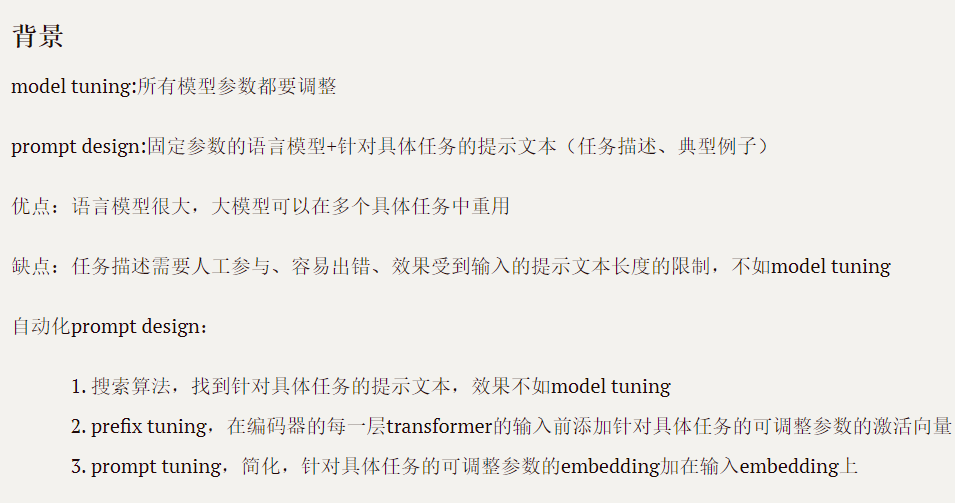 背景
model tuning:所有模型参数都要调整
prompt design:固定参数的语言模型+针对具体任务的提示文本（任务描述、典型例子）
优点：语言模型很大，大模型可以在多个具体任务中重用
缺点：任务描述需要人工参与、容易出错、效果受到输入的提示文本长度的限制，不如model tuning
自动化prompt design：
1. 搜索算法，找到针对具体任务的提示文本，效果不如model tuning
2. prefix tuning，在编码器的每一层transformer的输入前添加针对具体任务的可调整参数的激活向量
3. prompt tuning，简化，针对具体任务的可调整参数的embedding加在输入embedding上